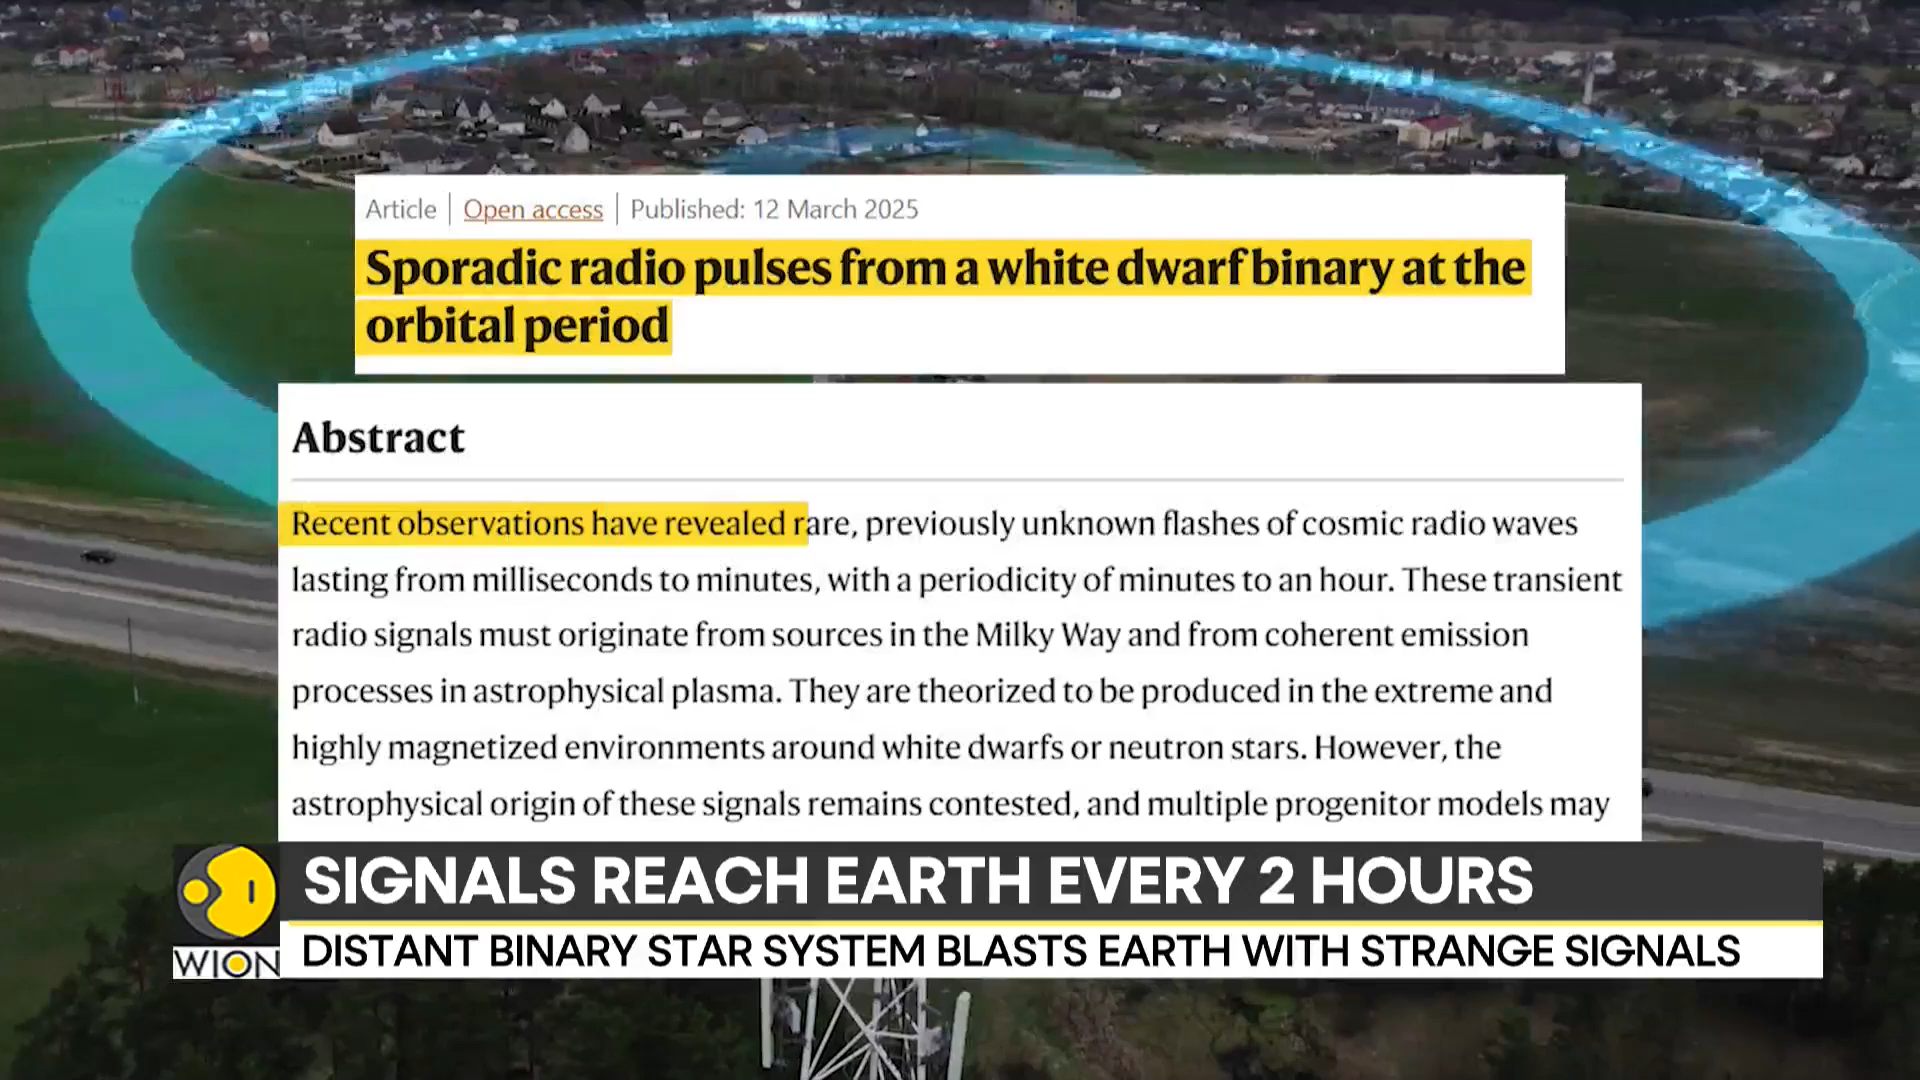 Article | Open access | Published: 12 March 2025
Sporadic radio pulses from a white dwarf binary at the
orbital period
Abstract
Recent observations have revealed rare, previously unknown flashes of cosmic radio waves
lasting from milliseconds to minutes, with a periodicity of minutes to an hour. These transient
radio signals must originate from sources in the Milky Way and from coherent emission
processes in astrophysical plasma. They are theorized to be produced in the extreme and
highly magnetized environments around white dwarfs or neutron stars. However, the
astrophysical origin of these signals remains contested, and multiple progenitor models may
SIGNALS REACH EARTH EVERY 2 HOURS
WION
DISTANT BINARY STAR SYSTEM BLASTS EARTH WITH STRANGE SIGNALS